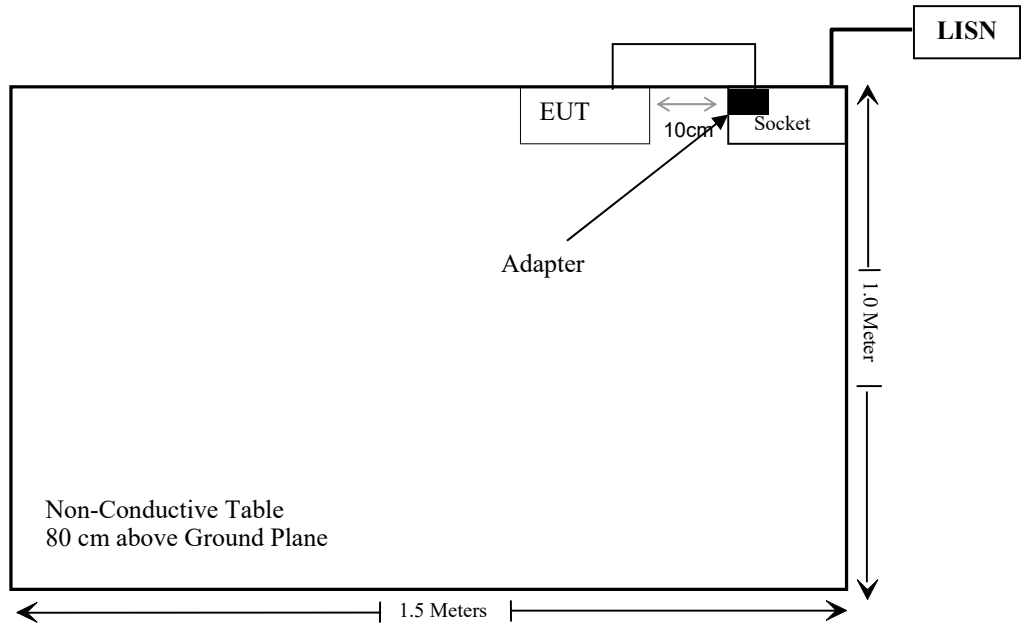 LISN
EUT
10cm
Socket
Adapter
1.0 Meter
Non-Conductive Table
80 cm above Ground Plane
1.5 Meters